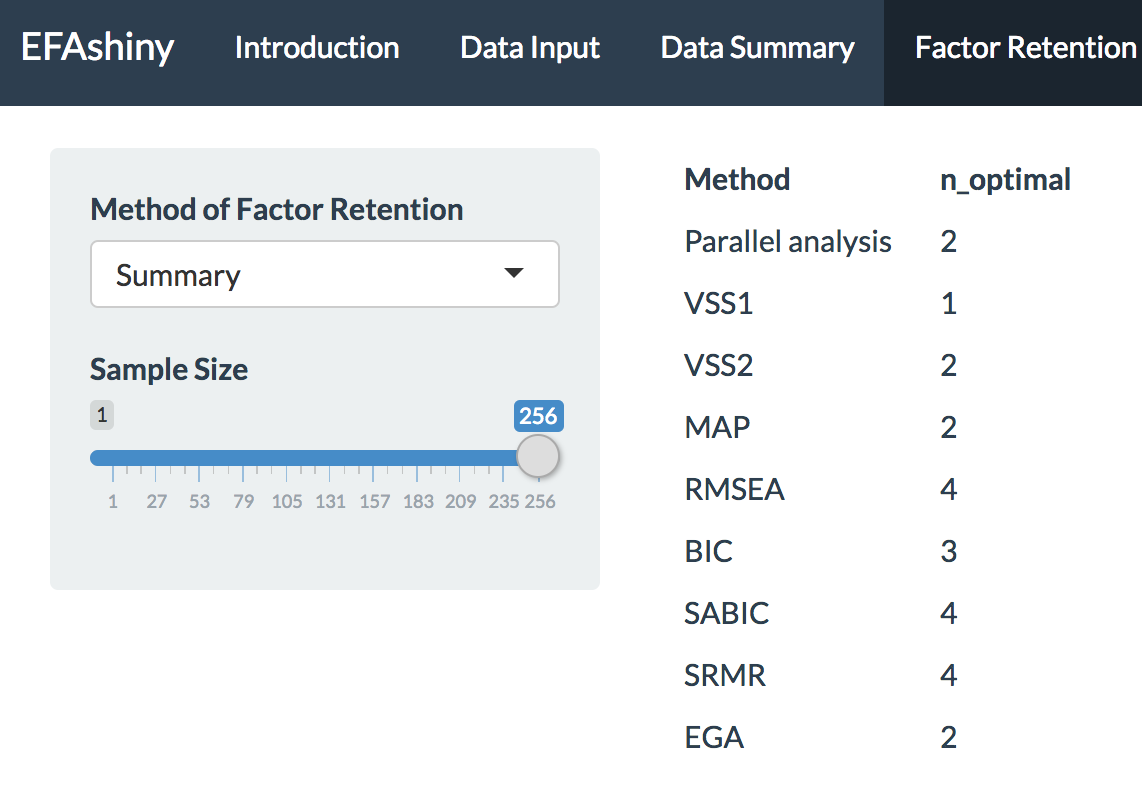 EFAshiny Introduction Data Input Data Summary Factor Retention
Method of Factor Retention
Summary
Sample Size
1 256
1 27 53 79 105 131 157 183 209 235 256
Method n_optimal
Parallel analysis 2
VSS1 1
VSS2 2
MAP 2
RMSEA 4
BIC 3
SABIC 4
SRMR 4
EGA 2